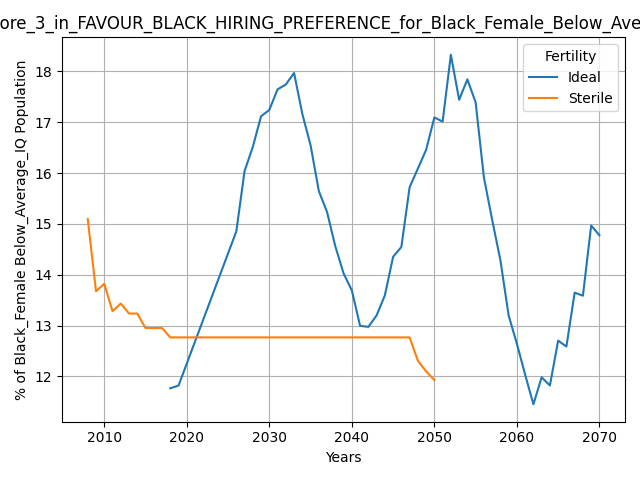 ore_3_in_FAVOUR_BLACK_HIRING_PREFERENCE_for_Black_Female_Below_Ave
% of Black_Female Below_Average_IQ Population
18
17
16
15
14
13
12
Fertility
Ideal
Sterile
2010 2020 2030 2040 2050 2060 2070
Years